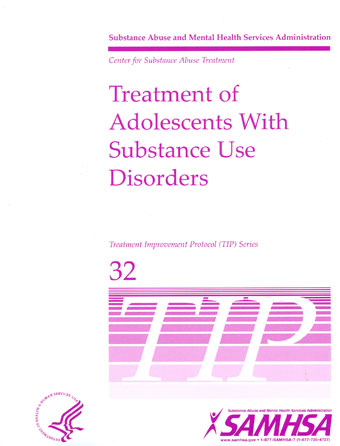 Substance Abuse and Mental Health Services Administration
Center for Substance Abuse Treatment
Treatment of
Adolescents With
Substance Use
Disorders
Treatment Improvement Protocol (TIP) Series
32
TIP
Substance Abuse and Mental Health Services Administration
SAMHSA
www.samhsa.gov • 1-877-SAMHSA-7 (1-877-726-4727)